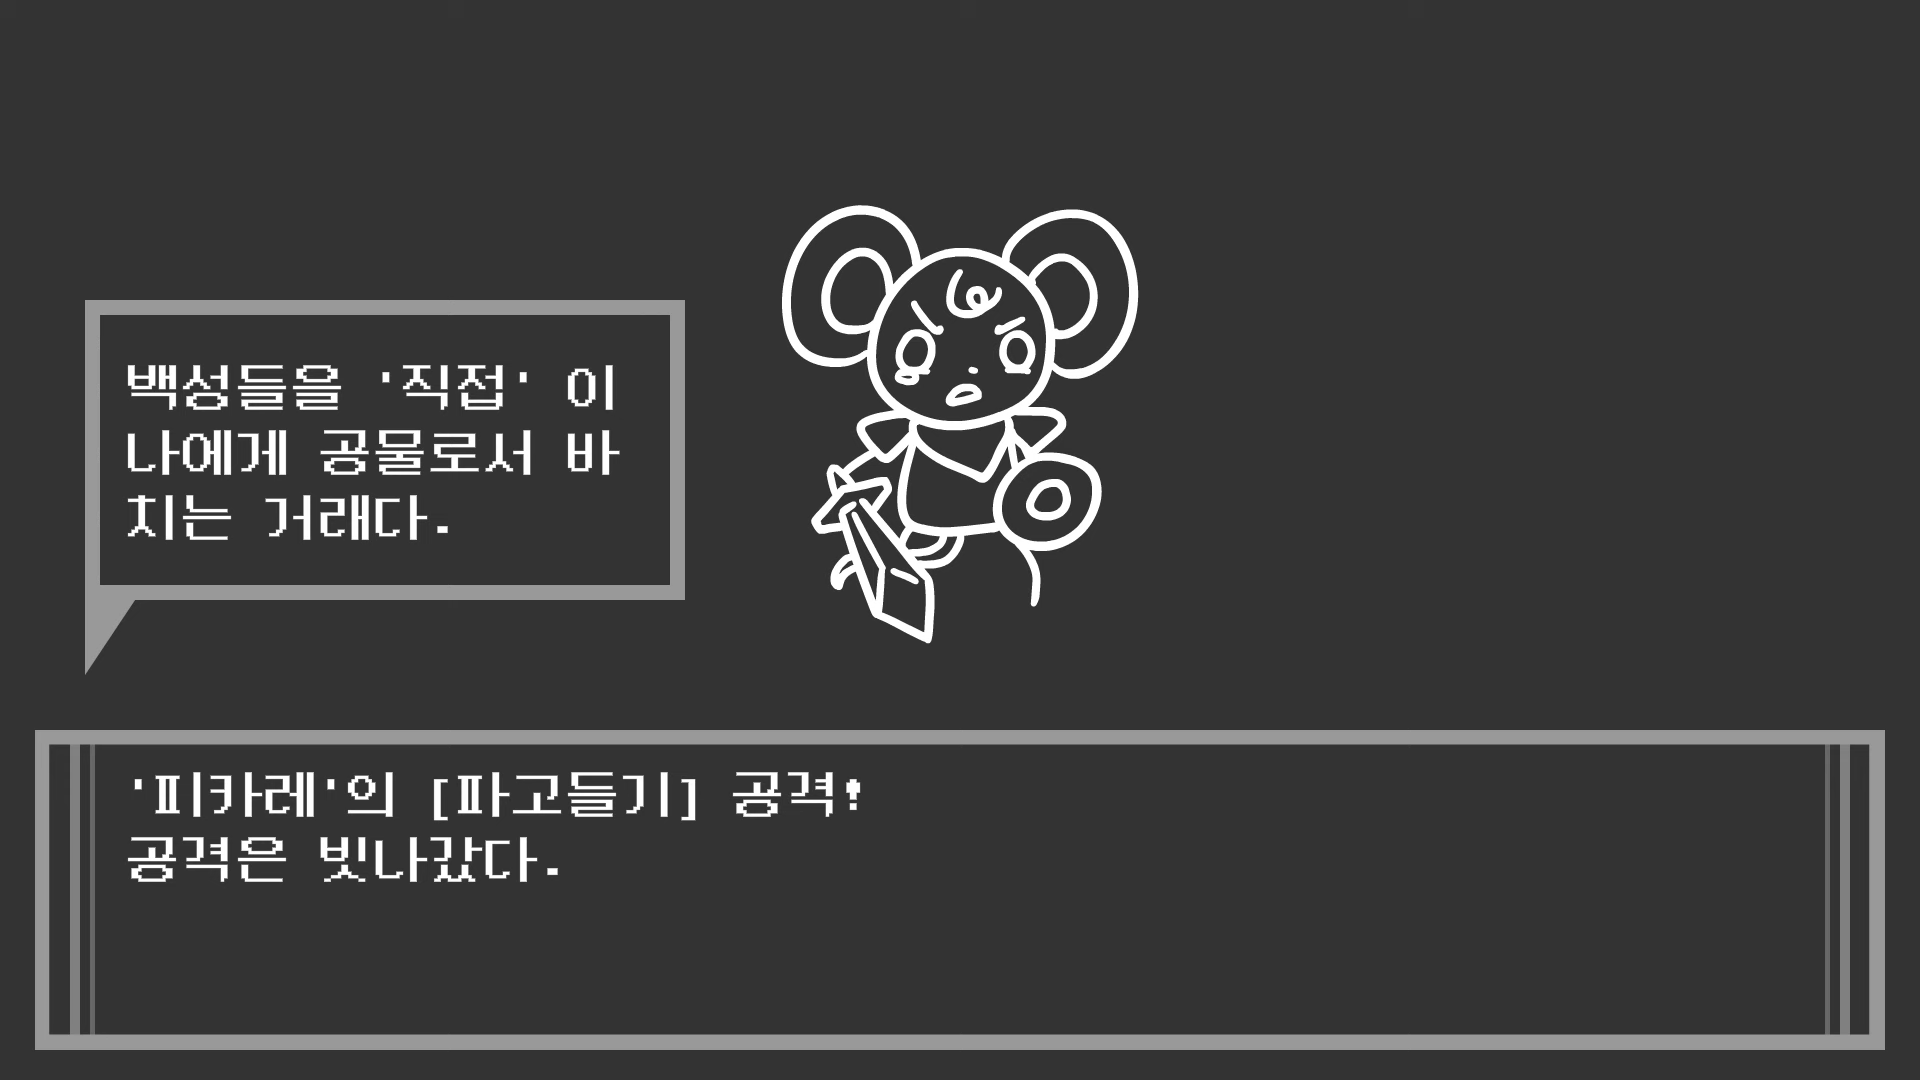 백성들을 '직접' 이
나에게 공물로서 바
치는 거래다.
'피카레'의 [파고들기] 공격!
공격은 빗나갔다.